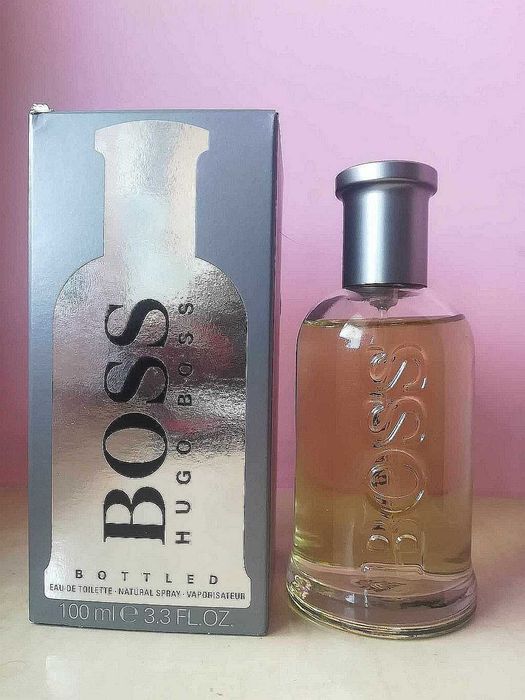 BOSS
HUGO BOSS
BOTTLED
EAU DE TOILETTE · NATURAL SPRAY · VAPORISATEUR
100 ml ℮ 3.3 FL.OZ.
BOSS